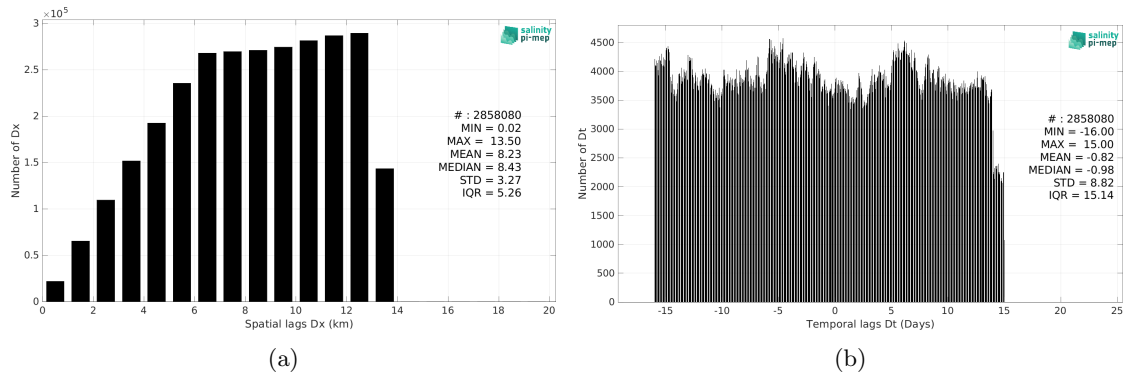 ×10⁵
3
2.5
2
1.5
1
0.5
0
Number of Dx
0 2 4 6 8 10 12 14 16 18 20
Spatial lags Dx (km)
salinity
pi-mep
# : 2858080
MIN = 0.02
MAX = 13.50
MEAN = 8.23
MEDIAN = 8.43
STD = 3.27
IQR = 5.26
(a)
4500
4000
3500
3000
2500
2000
1500
1000
500
0
Number of Dt
-15 -10 -5 0 5 10 15 20 25
Temporal lags Dt (Days)
salinity
pi-mep
# : 2858080
MIN = -16.00
MAX = 15.00
MEAN = -0.82
MEDIAN = -0.98
STD = 8.82
IQR = 15.14
(b)